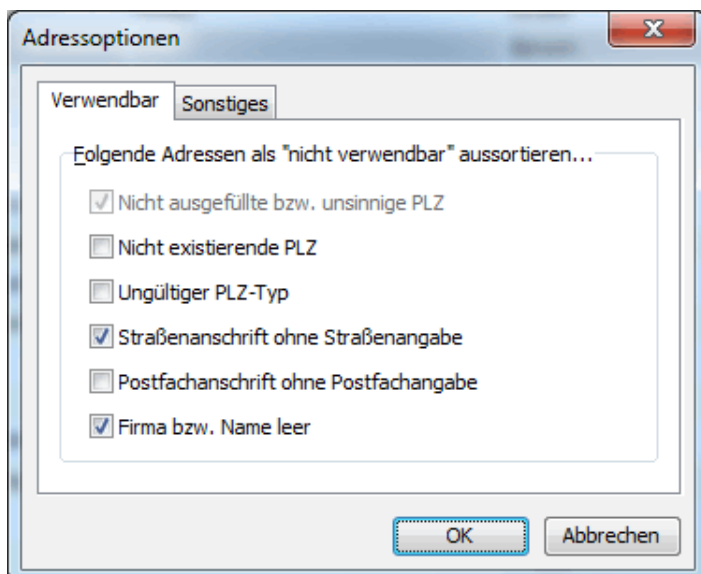 Adressoptionen
Verwendbar
Sonstiges
Folgende Adressen als "nicht verwendbar" aussortieren...
Nicht ausgefüllte bzw. unsinnige PLZ
Nicht existierende PLZ
Ungültiger PLZ-Typ
Straßenanschrift ohne Straßenangabe
Postfachanschrift ohne Postfachangabe
Firma bzw. Name leer
OK
Abbrechen